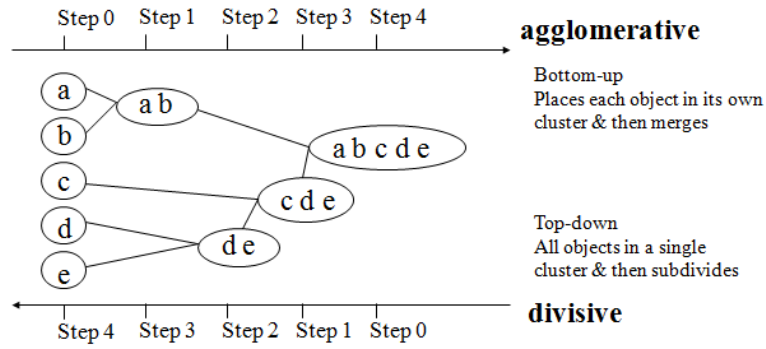 Step 0 Step 1 Step 2 Step 3 Step 4
agglomerative
Bottom-up
Places each object in its own
cluster & then merges
a
a b
b
a b c d e
c
c d e
d
d e
e
Top-down
All objects in a single
cluster & then subdivides
divisive
Step 4 Step 3 Step 2 Step 1 Step 0